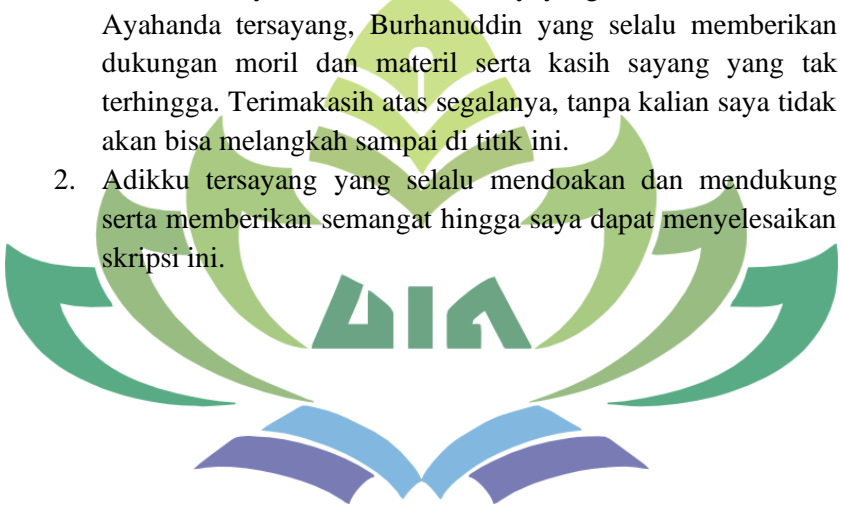 Ayahanda tersayang, Burhanuddin yang selalu memberikan
dukungan moril dan materil serta kasih sayang yang tak
terhingga. Terimakasih atas segalanya, tanpa kalian saya tidak
akan bisa melangkah sampai di titik ini.
2. Adikku tersayang yang selalu mendoakan dan mendukung
serta memberikan semangat hingga saya dapat menyelesaikan
skripsi ini.
UIN